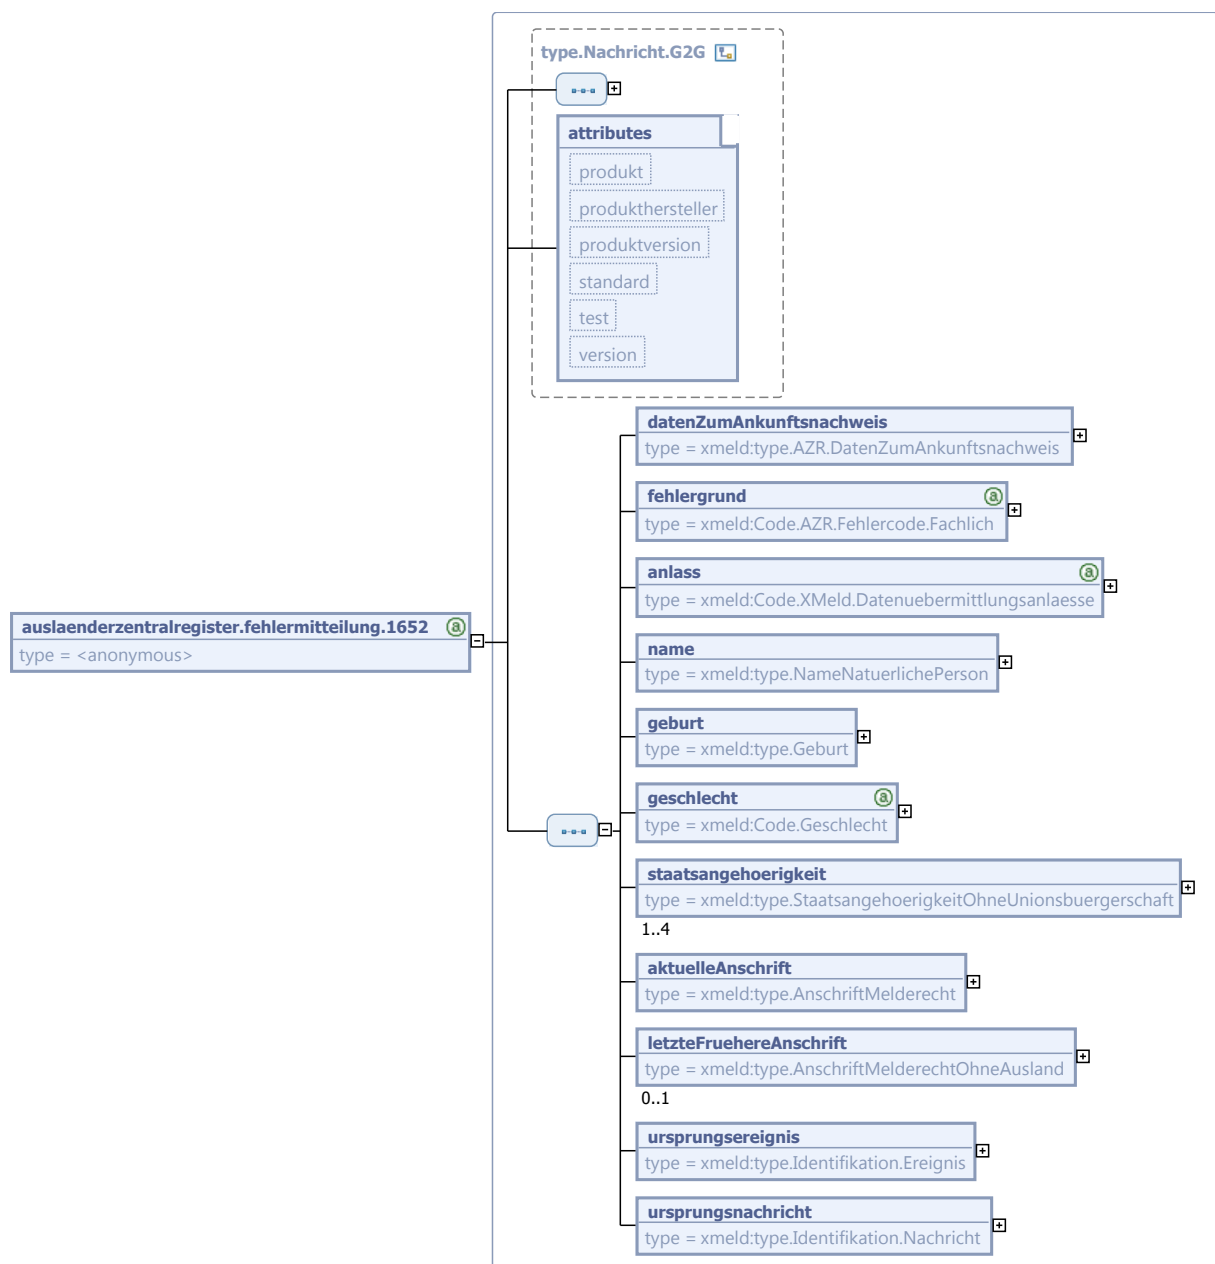 type.Nachricht.G2G
attributes
produkt
produkthersteller
produktversion
standard
test
version
datenZumAnkunftsnachweis
type = xmeld:type.AZR.DatenZumAnkunftsnachweis
fehlergrund
type = xmeld:Code.AZR.Fehlercode.Fachlich
anlass
type = xmeld:Code.XMeld.Datenuebermittlungsanlaesse
auslaenderzentralregister.fehlermitteilung.1652
type = <anonymous>
name
type = xmeld:type.NameNatuerlichePerson
geburt
type = xmeld:type.Geburt
geschlecht
type = xmeld:Code.Geschlecht
staatsangehoerigkeit
type = xmeld:type.StaatsangehoerigkeitOhneUnionsbuergerschaft
1..4
aktuelleAnschrift
type = xmeld:type.AnschriftMelderecht
letzteFruehereAnschrift
type = xmeld:type.AnschriftMelderechtOhneAusland
0..1
ursprungsereignis
type = xmeld:type.Identifikation.Ereignis
ursprungsnachricht
type = xmeld:type.Identifikation.Nachricht